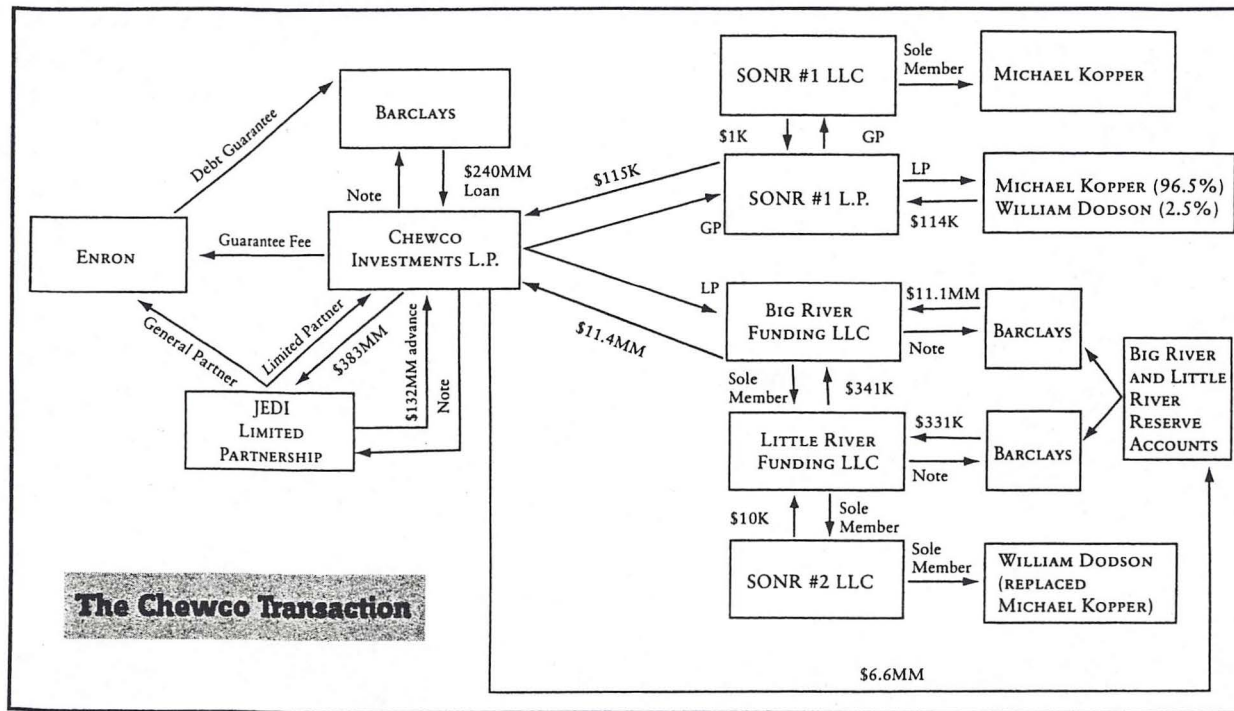 SONR #1 LLC
Sole
Member
MICHAEL KOPPER
BARCLAYS
Debt Guarantee
$1K
GP
Note
$240MM
Loan
$115K
SONR #1 L.P.
LP
MICHAEL KOPPER (96.5%)
WILLIAM DODSON (2.5%)
$114K
GP
ENRON
Guarantee Fee
CHEWCO
INVESTMENTS L.P.
LP
$11.4MM
BIG RIVER
FUNDING LLC
$11.1MM
Note
BARCLAYS
BIG RIVER
AND LITTLE
RIVER
RESERVE
ACCOUNTS
General Partner
Limited Partner
$383MM
$132MM advance
Note
JEDI
LIMITED
PARTNERSHIP
Sole
Member
$341K
LITTLE RIVER
FUNDING LLC
$331K
Note
BARCLAYS
$10K
Sole
Member
SONR #2 LLC
Sole
Member
WILLIAM DODSON
(REPLACED
MICHAEL KOPPER)
The Chewco Transaction
$6.6MM